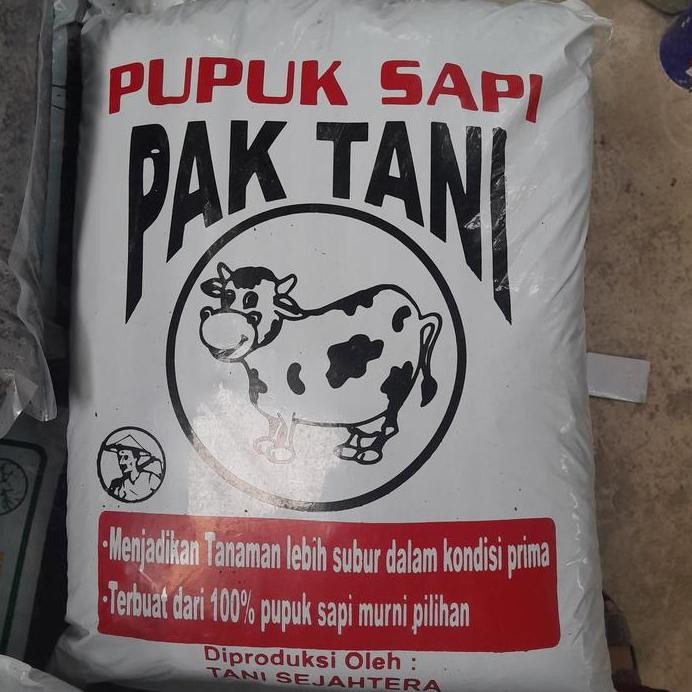 PUPUK SAPI
PAK TANI
·Menjadikan Tanaman lebih subur dalam kondisi prima
·Terbuat dari 100% pupuk sapi murni pilihan
Diproduksi Oleh :
TANI SEJAHTERA